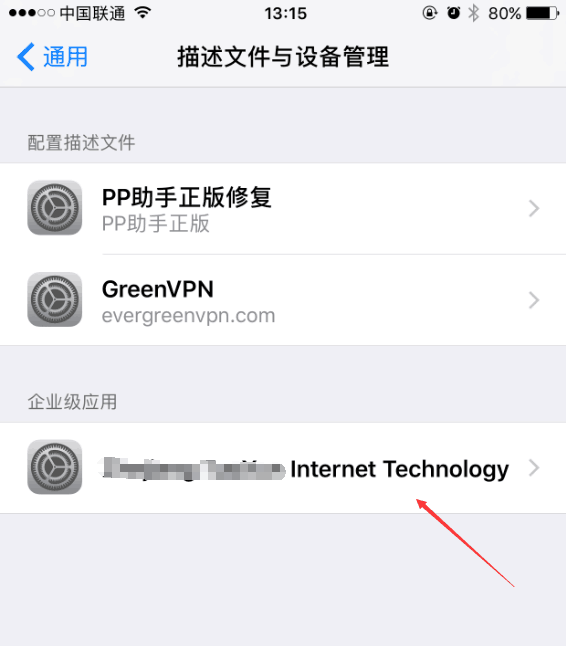 中国联通 13:15 80%
通用 描述文件与设备管理
配置描述文件
PP助手正版修复
PP助手正版
GreenVPN
evergreenvpn.com
企业级应用
Internet Technology